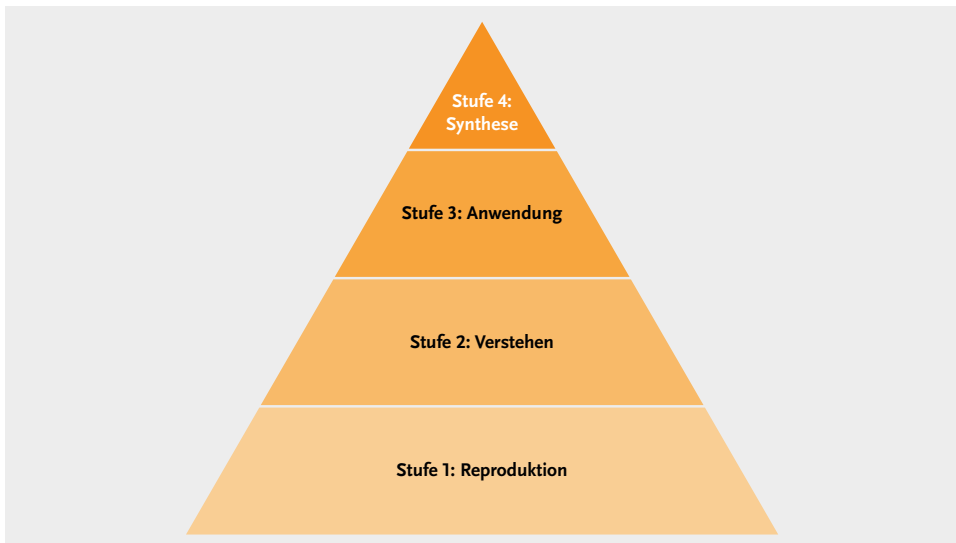 Stufe 4:
Synthese
Stufe 3: Anwendung
Stufe 2: Verstehen
Stufe 1: Reproduktion